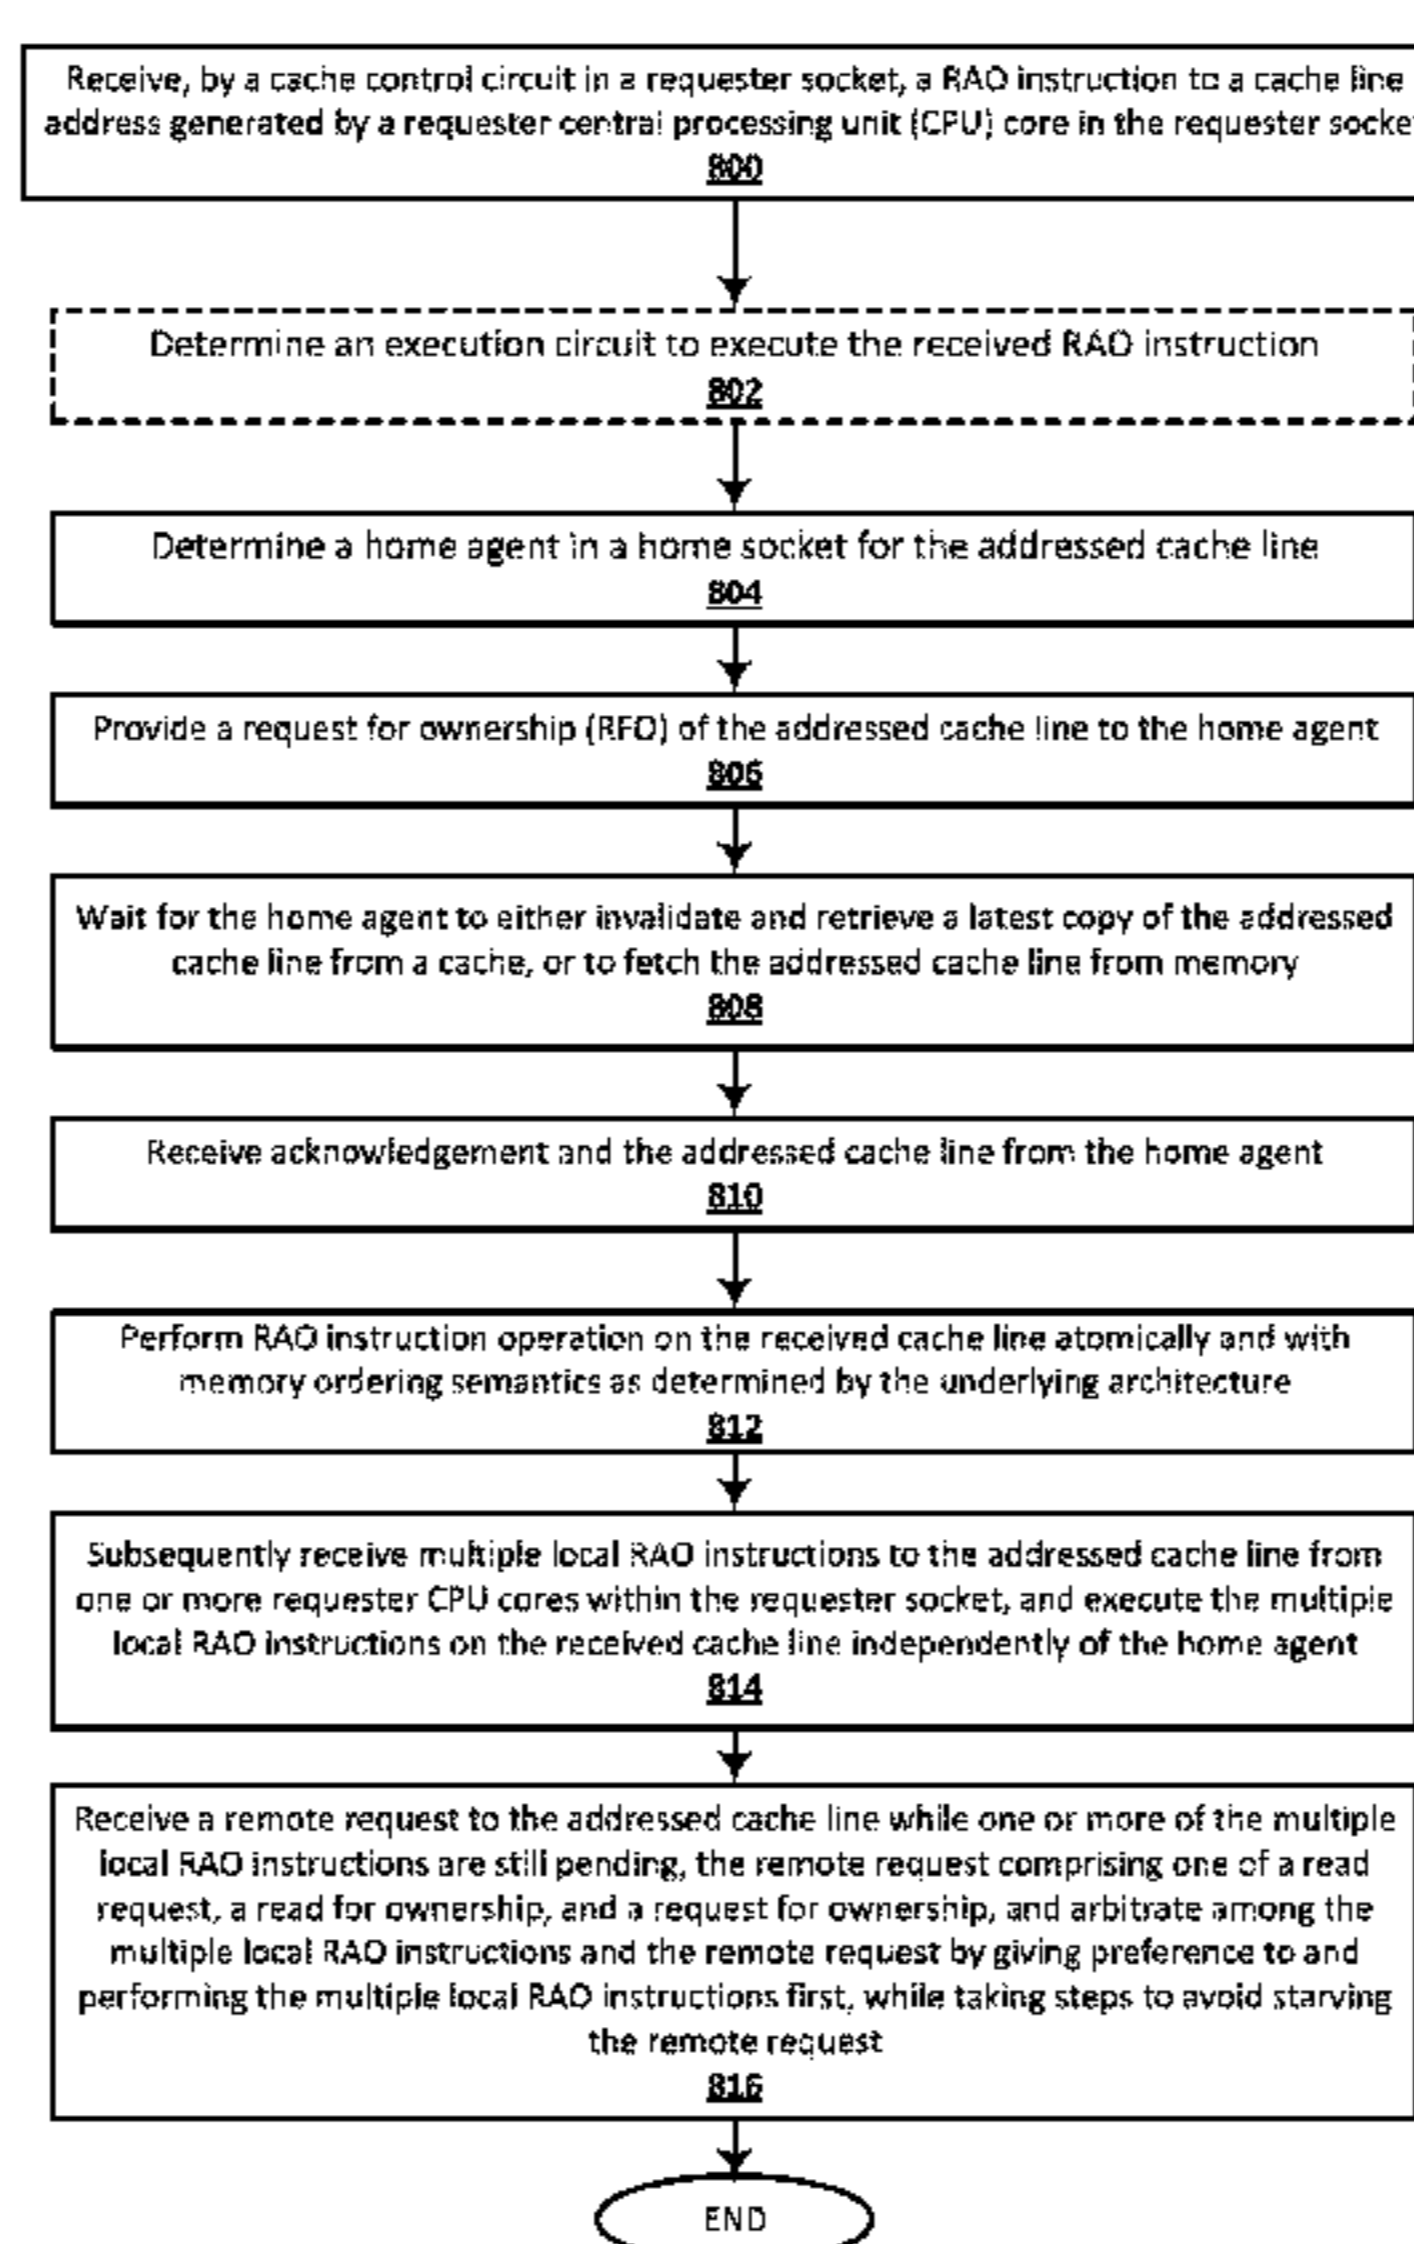 Receive, by a cache control circuit in a requester socket, a RAO instruction to a cache line
address generated by a requester central processing unit (CPU) core in the requester socket
800
Determine an execution circuit to execute the received RAO instruction
802
Determine a home agent in a home socket for the addressed cache line
804
Provide a request for ownership (RFO) of the addressed cache line to the home agent
806
Wait for the home agent to either invalidate and retrieve a latest copy of the addressed
cache line from a cache, or to fetch the addressed cache line from memory
808
Receive acknowledgement and the addressed cache line from the home agent
810
Perform RAO instruction operation on the received cache line atomically and with
memory ordering semantics as determined by the underlying architecture
812
Subsequently receive multiple local RAO instructions to the addressed cache line from
one or more requester CPU cores within the requester socket, and execute the multiple
local RAO instructions on the received cache line independently of the home agent
814
Receive a remote request to the addressed cache line while one or more of the multiple
local RAO instructions are still pending, the remote request comprising one of a read
request, a read for ownership, and a request for ownership, and arbitrate among the
multiple local RAO instructions and the remote request by giving preference to and
performing the multiple local RAO instructions first, while taking steps to avoid starving
the remote request
816
END